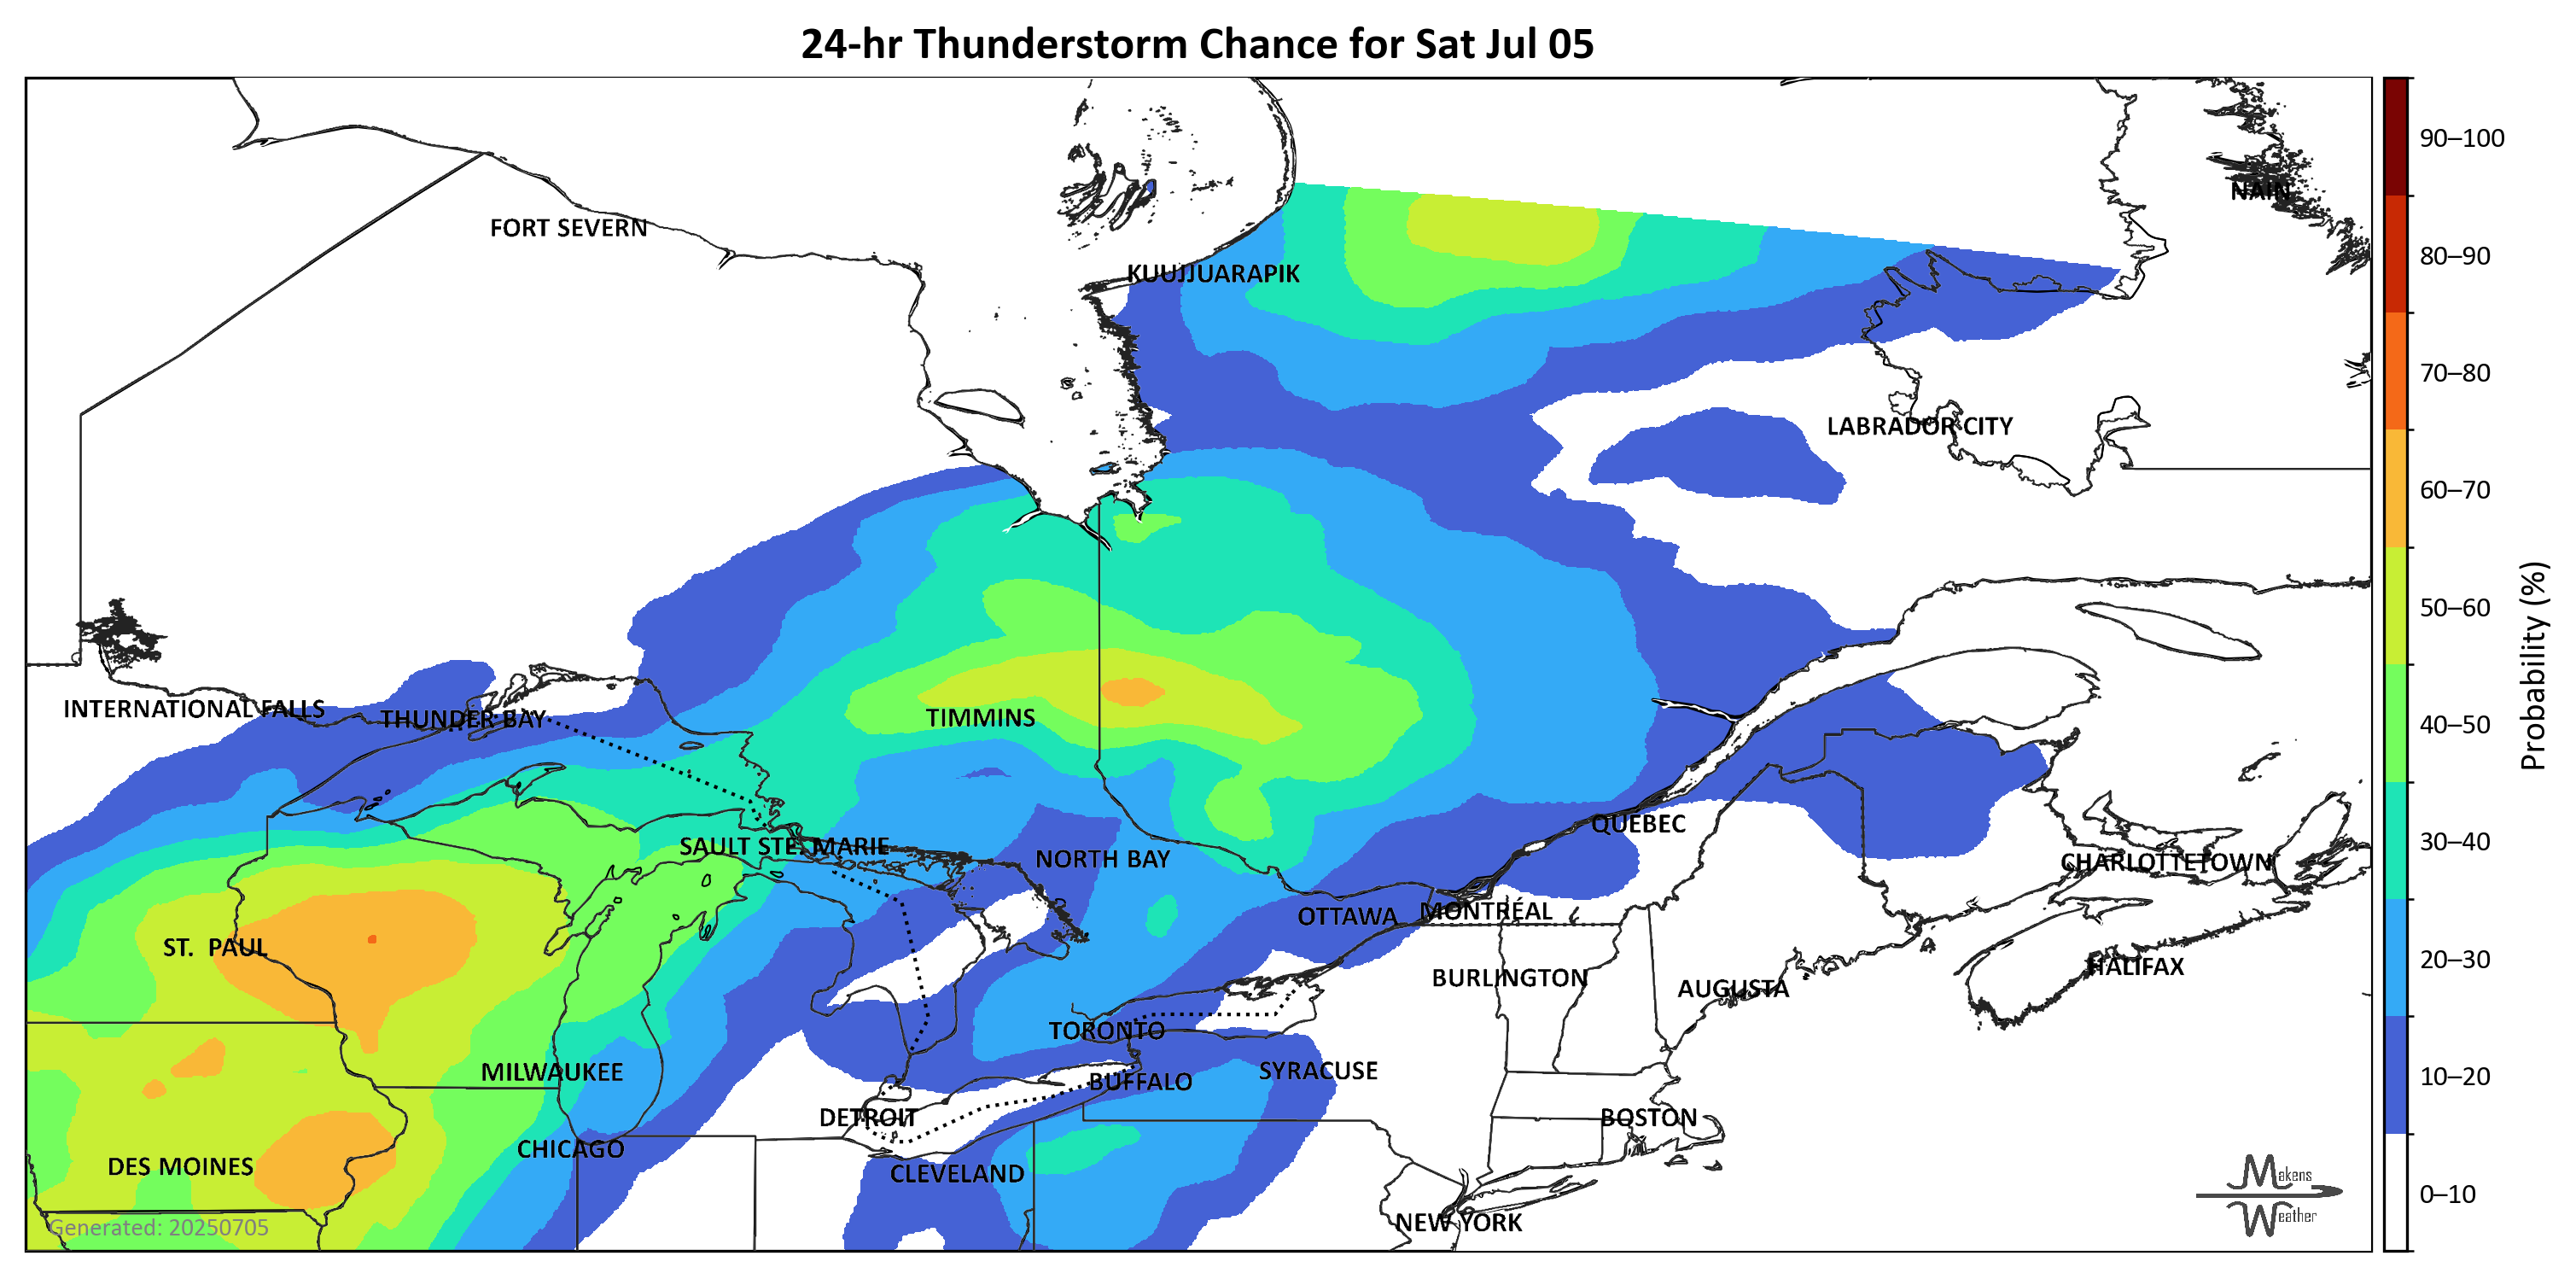 24-hr Thunderstorm Chance for Sat Jul 05
90–100
NAIN
FORT SEVERN
80–90
KUUJJUARAPIK
70–80
LABRADOR CITY
60–70
50–60
Probability (%)
INTERNATIONAL FALLS
THUNDER BAY
TIMMINS
40–50
QUEBEC
30–40
SAULT STE. MARIE
NORTH BAY
CHARLOTTETOWN
OTTAWA
MONTRÉAL
ST. PAUL
20–30
HALIFAX
BURLINGTON
AUGUSTA
TORONTO
MILWAUKEE
SYRACUSE
BUFFALO
10–20
DETROIT
BOSTON
CHICAGO
DES MOINES
CLEVELAND
Makens
Weather
0–10
NEW YORK
Generated: 20250705